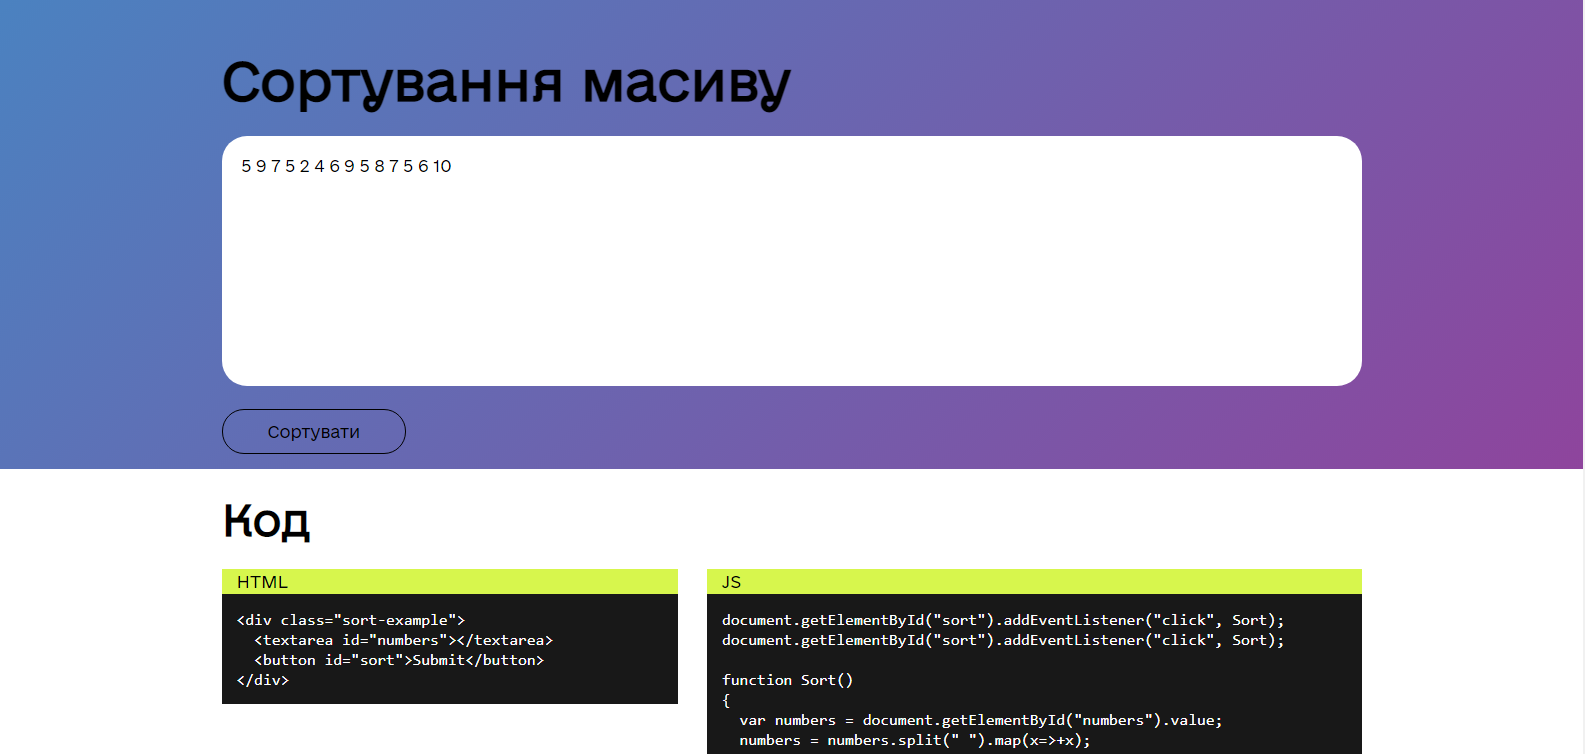 Сортування масиву
5 9 7 5 2 4 6 9 5 8 7 5 6 10
Сортувати
Код
HTML
<div class="sort-example">
  <textarea id="numbers"></textarea>
  <button id="sort">Submit</button>
</div>
JS
document.getElementById("sort").addEventListener("click", Sort);
document.getElementById("sort").addEventListener("click", Sort);

function Sort()
{
  var numbers = document.getElementById("numbers").value;
  numbers = numbers.split(" ").map(x=>+x);